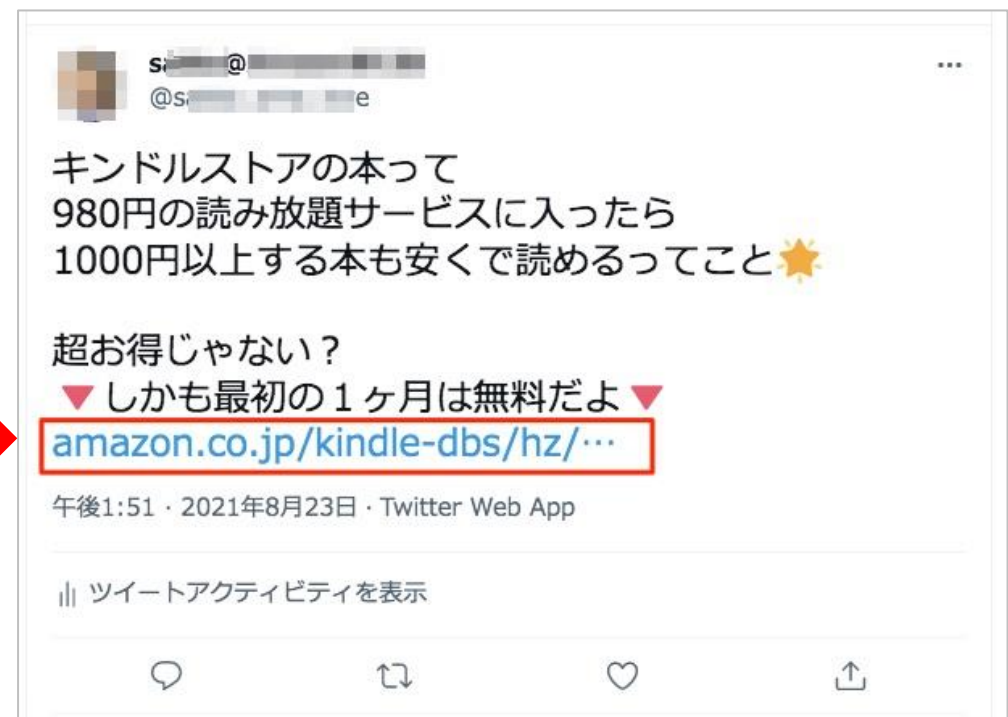 キンドルストアの本って
980円の読み放題サービスに入ったら
1000円以上する本も安くで読めるってこと🌟
超お得じゃない？
🔻しかも最初の１ヶ月は無料だよ🔻
amazon.co.jp/kindle-dbs/hz/…
午後1:51 · 2021年8月23日 · Twitter Web App
ツイートアクティビティを表示